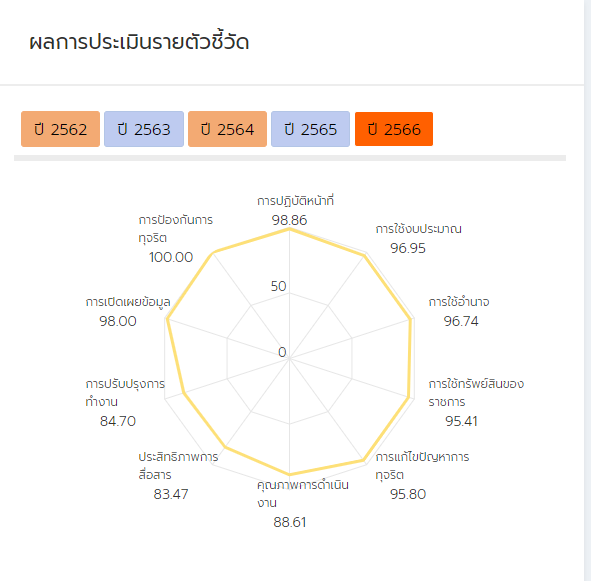 ผลการประเมินรายตัวชี้วัด
ปี 2562
ปี 2563
ปี 2564
ปี 2565
ปี 2566
การปฏิบัติหน้าที่
98.86
การใช้งบประมาณ
96.95
การใช้อำนาจ
96.74
การใช้ทรัพย์สินของ
ราชการ
95.41
การแก้ไขปัญหาการ
ทุจริต
95.80
คุณภาพการดำเนิน
งาน
88.61
ประสิทธิภาพการ
สื่อสาร
83.47
การปรับปรุงการ
ทำงาน
84.70
การเปิดเผยข้อมูล
98.00
การป้องกันการ
ทุจริต
100.00
50
0